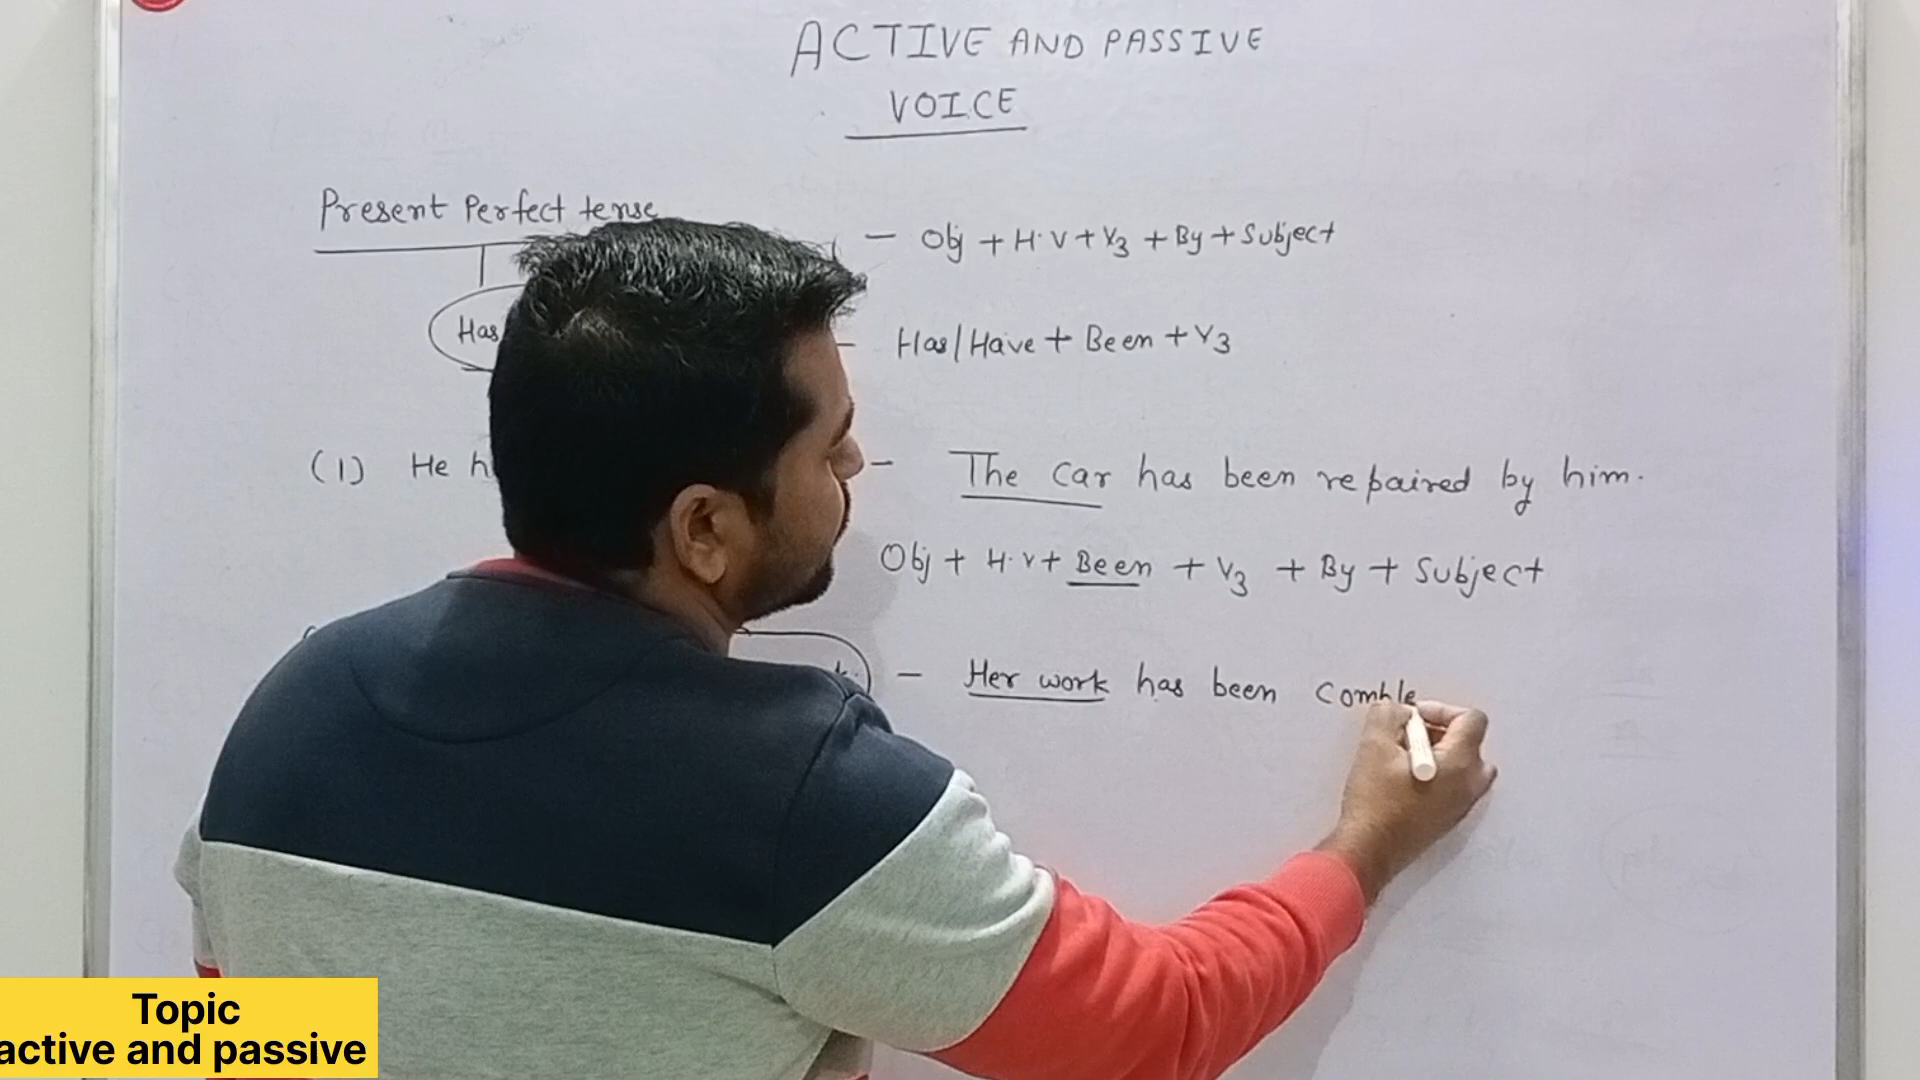 ACTIVE AND PASSIVE
VOICE
Present Perfect tense
- Obj + H.V + V3 + By + Subject
Has
- Has/Have + Been + V3
(1) He
- The car has been repaired by him.
Obj + H.V + Been + V3 + By + Subject
- Her work has been Comple
Topic
active and passive